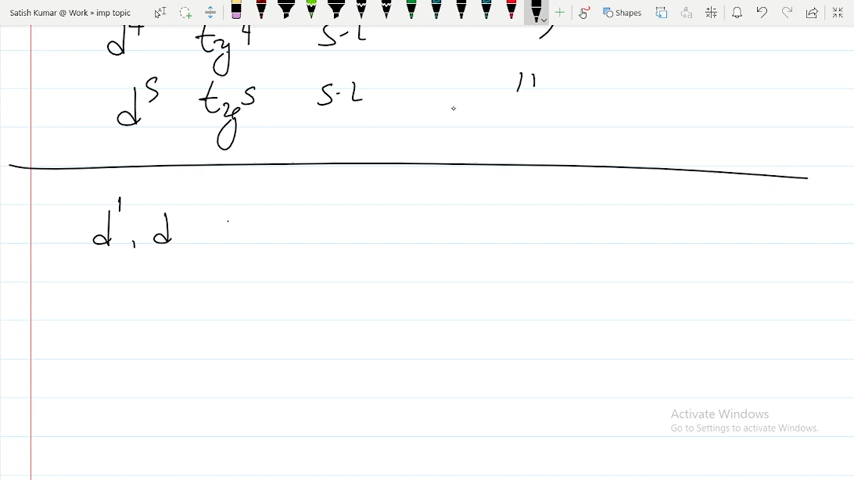 Satish Kumar @ Work » imp topic
Shapes
d⁴ t₂g⁴ S-L "
d⁵ t₂g⁵ S-L "
d¹, d
Activate Windows
Go to Settings to activate Windows.